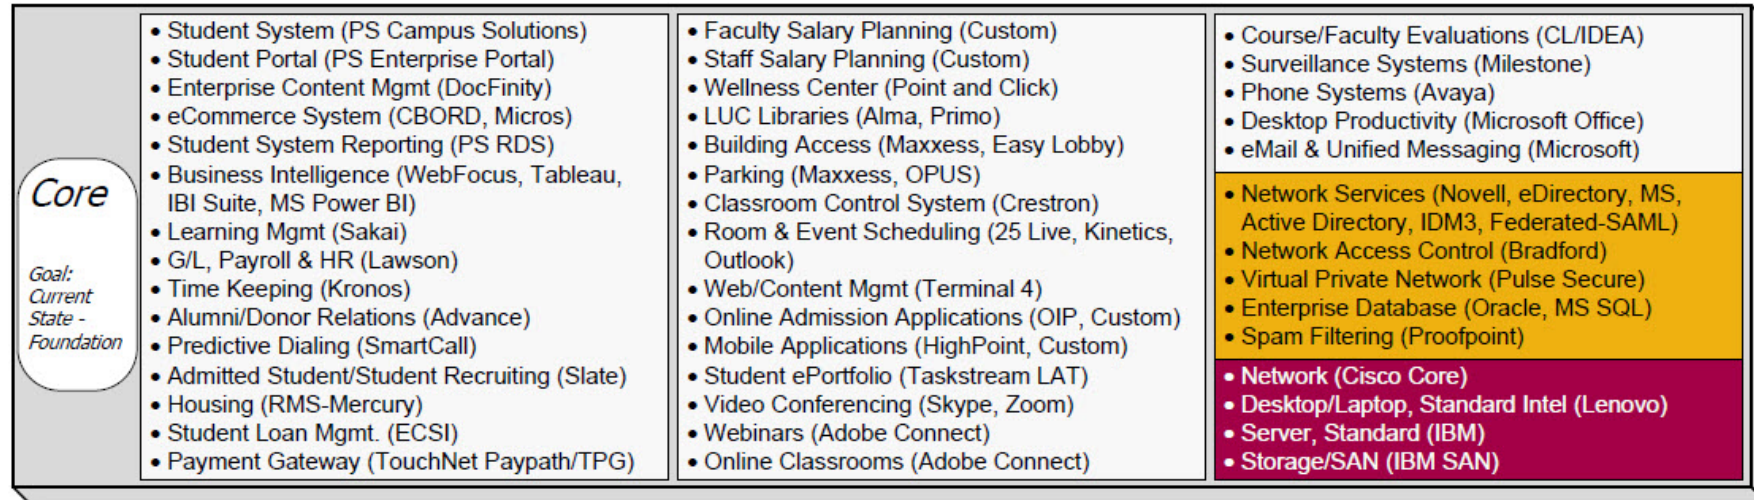 Core
Goal:
Current
State -
Foundation
• Student System (PS Campus Solutions)
• Student Portal (PS Enterprise Portal)
• Enterprise Content Mgmt (DocFinity)
• eCommerce System (CBORD, Micros)
• Student System Reporting (PS RDS)
• Business Intelligence (WebFocus, Tableau,
IBI Suite, MS Power BI)
• Learning Mgmt (Sakai)
• G/L, Payroll & HR (Lawson)
• Time Keeping (Kronos)
• Alumni/Donor Relations (Advance)
• Predictive Dialing (SmartCall)
• Admitted Student/Student Recruiting (Slate)
• Housing (RMS-Mercury)
• Student Loan Mgmt. (ECSI)
• Payment Gateway (TouchNet Paypath/TPG)
• Faculty Salary Planning (Custom)
• Staff Salary Planning (Custom)
• Wellness Center (Point and Click)
• LUC Libraries (Alma, Primo)
• Building Access (Maxxess, Easy Lobby)
• Parking (Maxxess, OPUS)
• Classroom Control System (Crestron)
• Room & Event Scheduling (25 Live, Kinetics,
Outlook)
• Web/Content Mgmt (Terminal 4)
• Online Admission Applications (OIP, Custom)
• Mobile Applications (HighPoint, Custom)
• Student ePortfolio (Taskstream LAT)
• Video Conferencing (Skype, Zoom)
• Webinars (Adobe Connect)
• Online Classrooms (Adobe Connect)
• Course/Faculty Evaluations (CL/IDEA)
• Surveillance Systems (Milestone)
• Phone Systems (Avaya)
• Desktop Productivity (Microsoft Office)
• eMail & Unified Messaging (Microsoft)
• Network Services (Novell, eDirectory, MS,
Active Directory, IDM3, Federated-SAML)
• Network Access Control (Bradford)
• Virtual Private Network (Pulse Secure)
• Enterprise Database (Oracle, MS SQL)
• Spam Filtering (Proofpoint)
• Network (Cisco Core)
• Desktop/Laptop, Standard Intel (Lenovo)
• Server, Standard (IBM)
• Storage/SAN (IBM SAN)